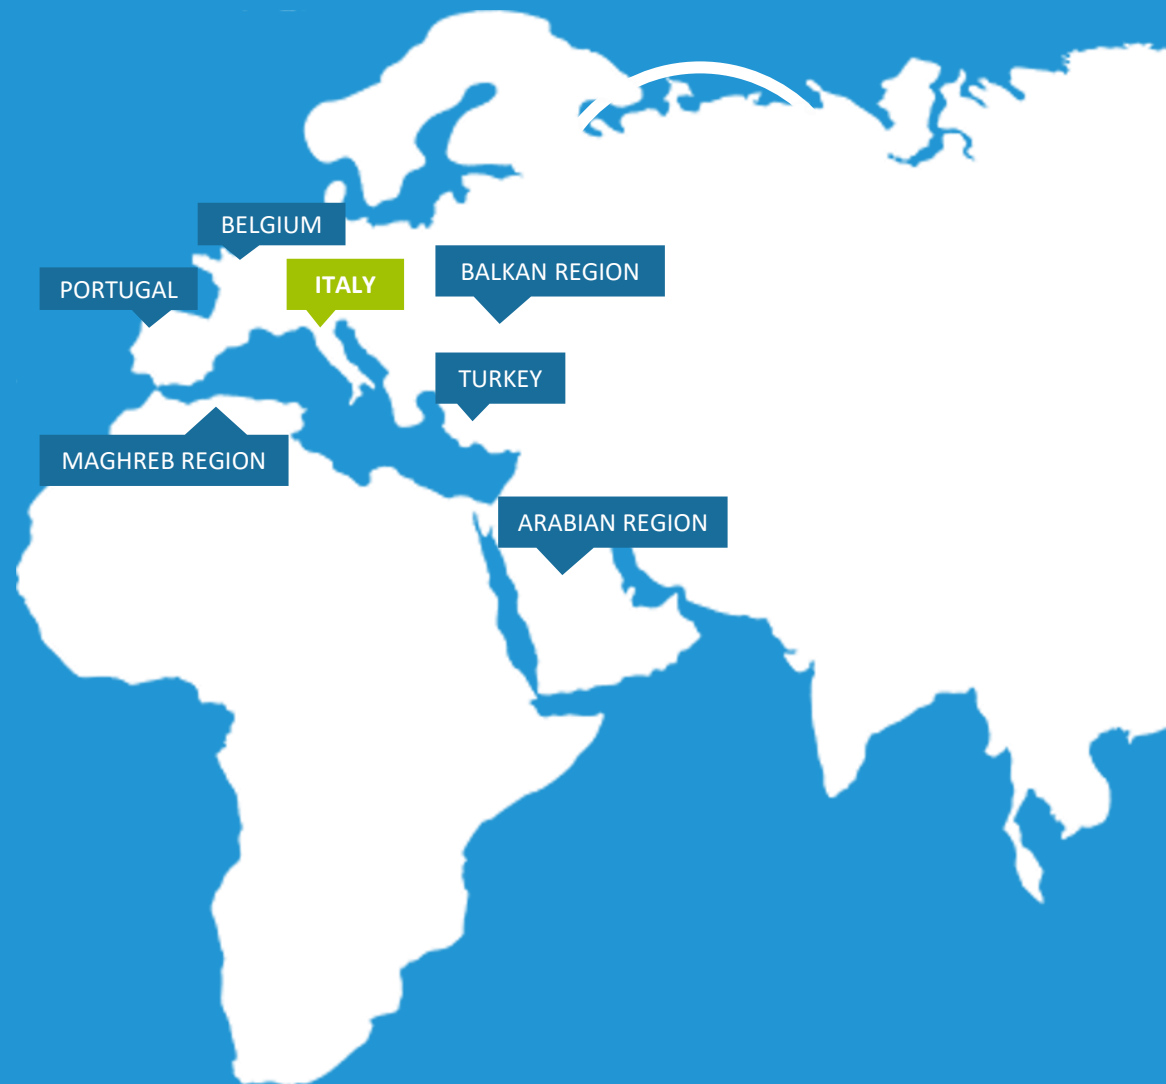 BELGIUM
PORTUGAL
ITALY
BALKAN REGION
TURKEY
MAGHREB REGION
ARABIAN REGION